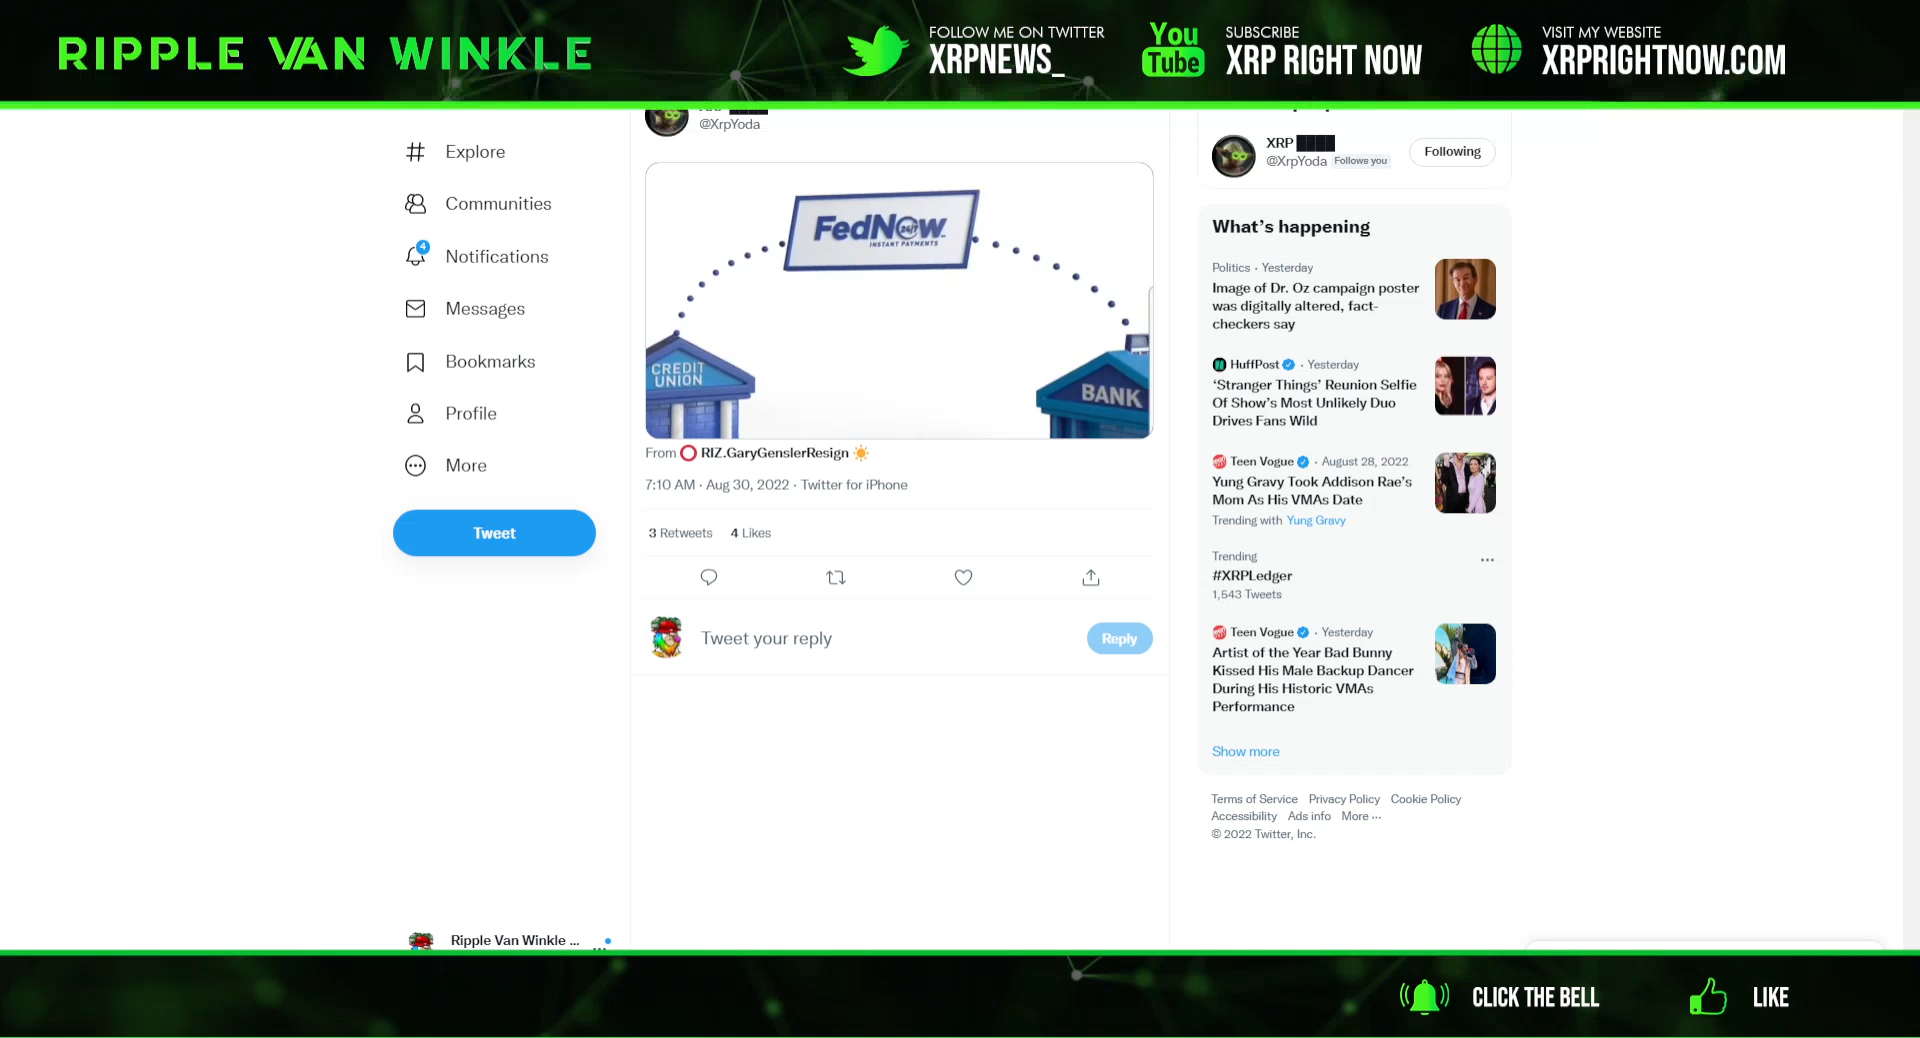 RIPPLE VAN WINKLE
FOLLOW ME ON TWITTER
XRPNEWS_
You
Tube
SUBSCRIBE
XRP RIGHT NOW
VISIT MY WEBSITE
XRPRIGHTNOW.COM
Explore
Communities
4
Notifications
Messages
Bookmarks
Profile
More
Tweet
Ripple Van Winkle ...
@XrpYoda
FedNow
24/7
INSTANT PAYMENTS
CREDIT
UNION
BANK
From ⭕ RIZ.GaryGenslerResign ☀️
7:10 AM · Aug 30, 2022 · Twitter for iPhone
3 Retweets 4 Likes
Tweet your reply
Reply
XRP ████
@XrpYoda Follows you
Following
What's happening
Politics · Yesterday
Image of Dr. Oz campaign poster
was digitally altered, fact-
checkers say
HuffPost · Yesterday
‘Stranger Things’ Reunion Selfie
Of Show’s Most Unlikely Duo
Drives Fans Wild
Teen Vogue · August 28, 2022
Yung Gravy Took Addison Rae’s
Mom As His VMAs Date
Trending with Yung Gravy
Trending
#XRPLedger
1,543 Tweets
Teen Vogue · Yesterday
Artist of the Year Bad Bunny
Kissed His Male Backup Dancer
During His Historic VMAs
Performance
Show more
Terms of Service Privacy Policy Cookie Policy
Accessibility Ads info More ...
© 2022 Twitter, Inc.
CLICK THE BELL
LIKE